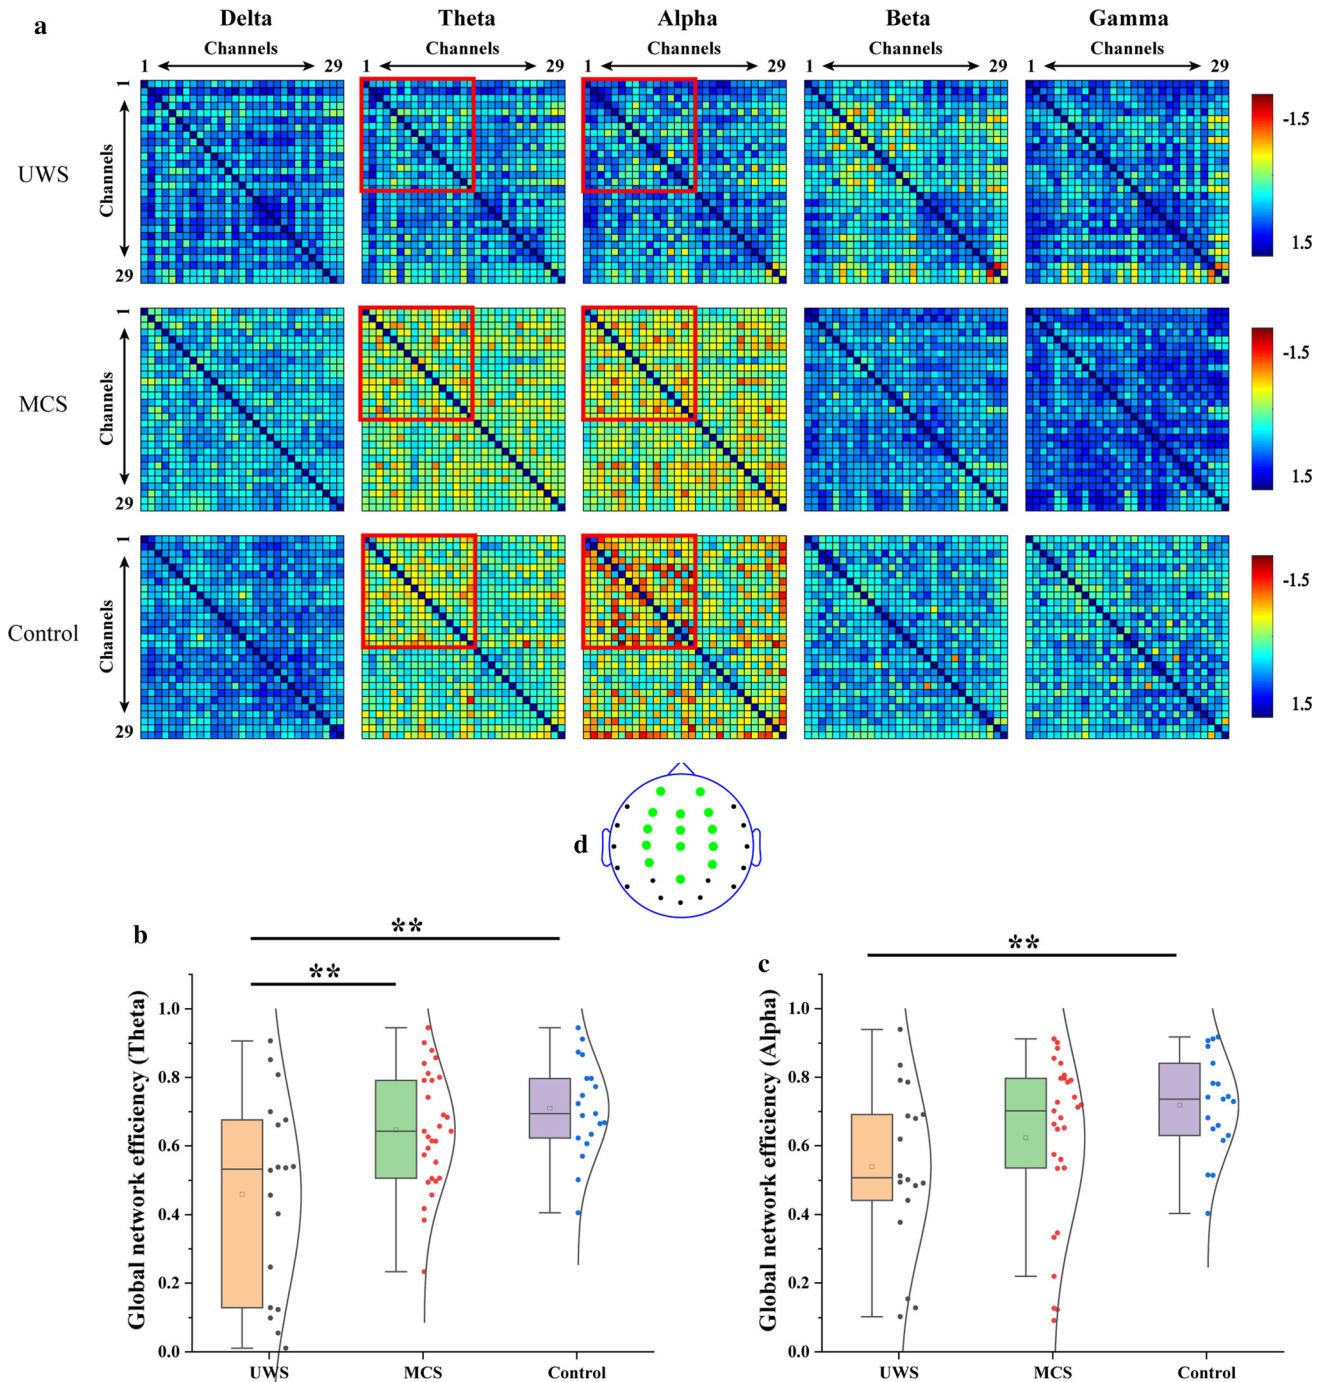 a
Delta Theta Alpha Beta Gamma
Channels Channels Channels Channels Channels
1 29 1 29 1 29 1 29 1 29
UWS
Channels
1
29
-1.5
1.5
MCS
Channels
1
29
-1.5
1.5
Control
Channels
1
29
-1.5
1.5
d
b
**
**
Global network efficiency (Theta)
1.0
0.8
0.6
0.4
0.2
0.0
UWS MCS Control
c
**
Global network efficiency (Alpha)
1.0
0.8
0.6
0.4
0.2
0.0
UWS MCS Control